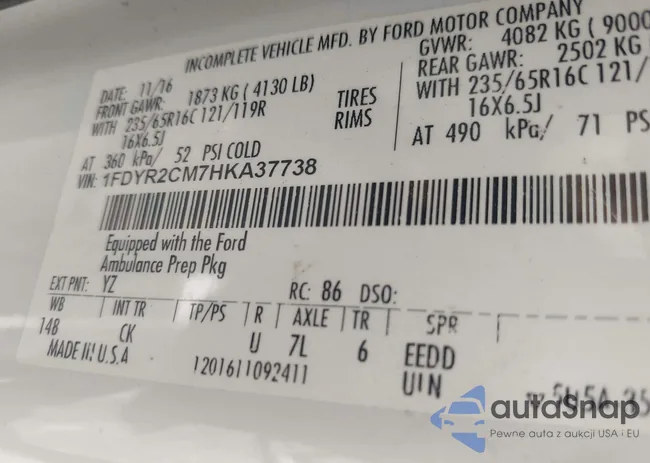 INCOMPLETE VEHICLE MFD. BY FORD MOTOR COMPANY
DATE: 11/16 GVWR: 4082 KG ( 9000
FRONT GAWR: 1873 KG ( 4130 LB) REAR GAWR: 2502 KG
WITH 235/65R16C 121/119R TIRES WITH 235/65R16C 121/
16X6.5J RIMS 16X6.5J
AT 360 kPa/ 52 PSI COLD AT 490 kPa/ 71 PS
VIN: 1FDYR2CM7HKA37738
Equipped with the Ford
Ambulance Prep Pkg
EXT PNT: YZ RC: 86 DSO:
WB INT TR TP/PS R AXLE TR SPR
148 CK U 7L 6 EEDD
MADE IN U.S.A 1201611092411 UIN
autoSnap
Pewne auta z aukcji USA i EU